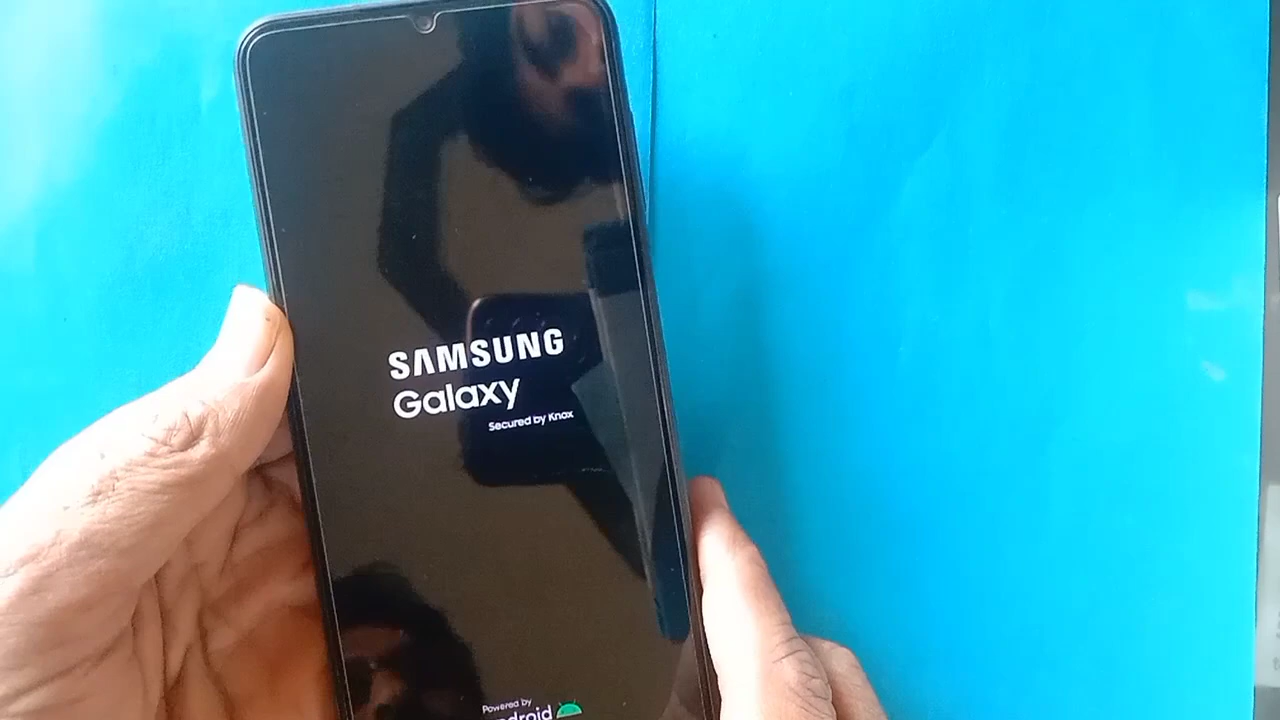 SAMSUNG
Galaxy
Secured by Knox
Powered by
android